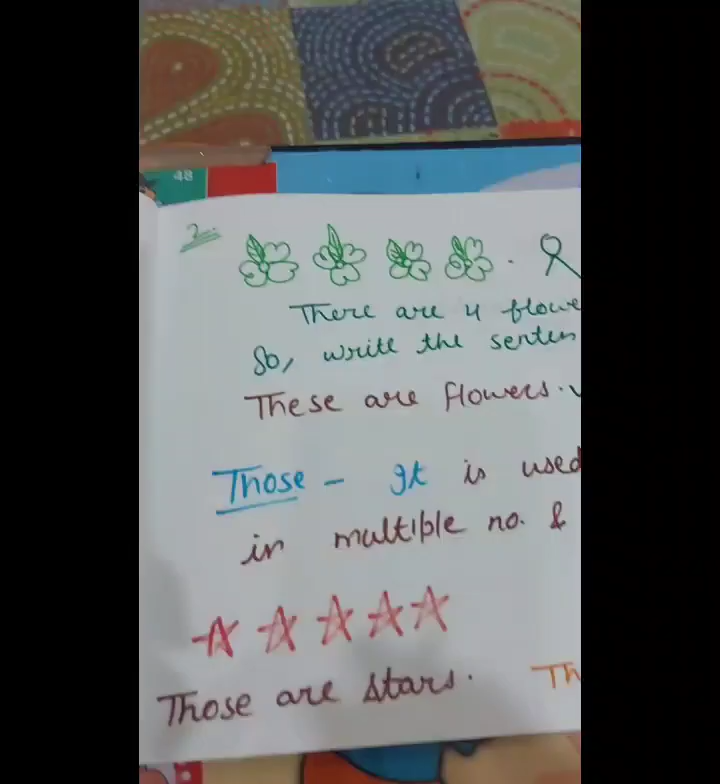 48
2.
There are 4 flowe
So, write the senten
These are flowers.
Those - It is used
in multiple no. &
Those are stars. Th